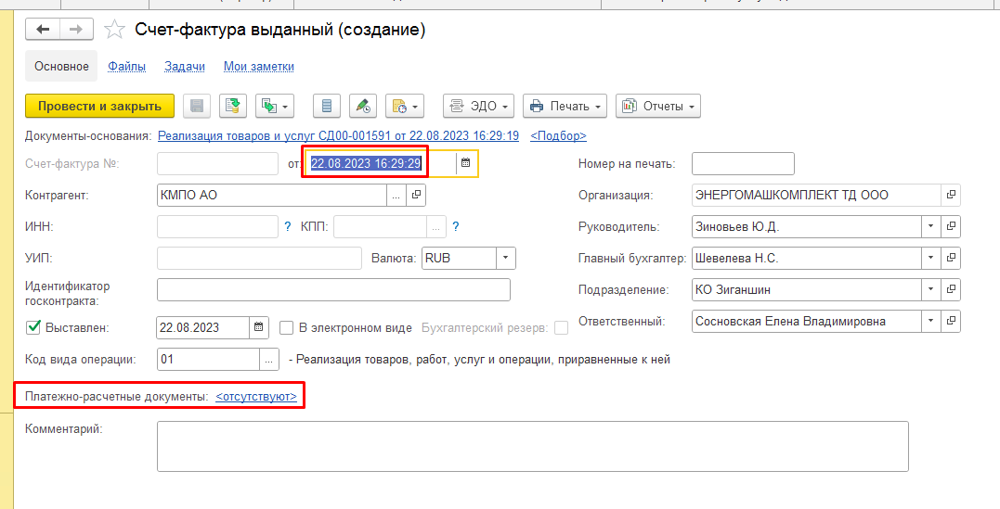 Счет-фактура выданный (создание)
Основное Файлы Задачи Мои заметки
Провести и закрыть ЭДО Печать Отчеты
Документы-основания: Реализация товаров и услуг СД00-001591 от 22.08.2023 16:29:19 <Подбор>
Счет-фактура №: от: 22.08.2023 16:29:29 Номер на печать:
Контрагент: КМПО АО ... Организация: ЭНЕРГОМАШКОМПЛЕКТ ТД ООО
ИНН: ? КПП: ... ? Руководитель: Зиновьев Ю.Д.
УИП: Валюта: RUB Главный бухгалтер: Шевелева Н.С.
Идентификатор госконтракта: Подразделение: КО Зиганшин
Выставлен: 22.08.2023 В электронном виде Бухгалтерский резерв: Ответственный: Сосновская Елена Владимировна
Код вида операции: 01 ... - Реализация товаров, работ, услуг и операции, приравненные к ней
Платежно-расчетные документы: <отсутствуют>
Комментарий: